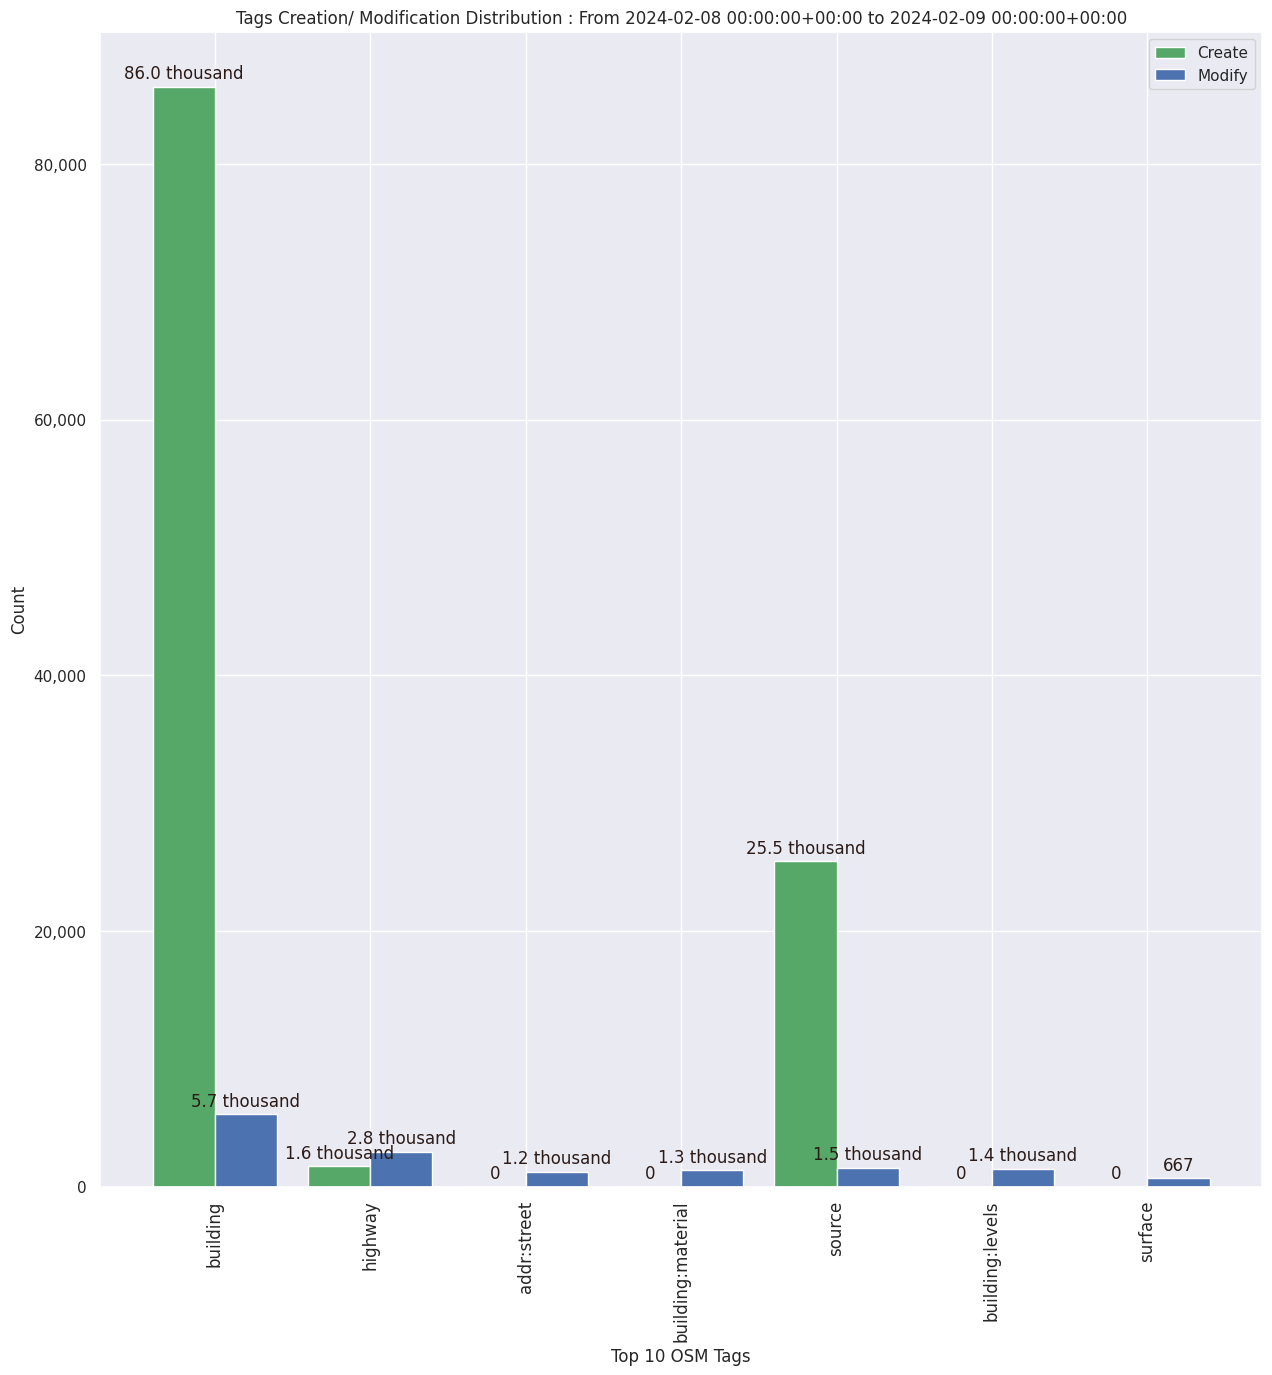 Tags Creation/ Modification Distribution : From 2024-02-08 00:00:00+00:00 to 2024-02-09 00:00:00+00:00
Create
Modify
86.0 thousand
80,000
60,000
Count
40,000
25.5 thousand
20,000
5.7 thousand
2.8 thousand
1.6 thousand
0
1.2 thousand
0
1.3 thousand
1.5 thousand
0
1.4 thousand
0
667
0
building
highway
addr:street
building:material
source
building:levels
surface
Top 10 OSM Tags